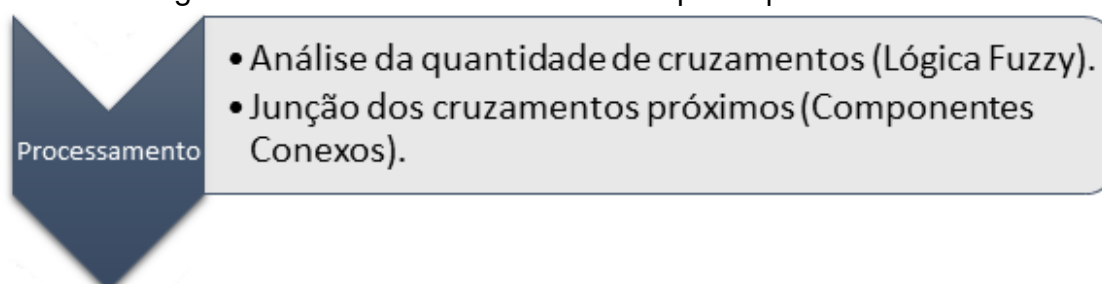 • Análise da quantidade de cruzamentos (Lógica Fuzzy).
• Junção dos cruzamentos próximos (Componentes
Conexos).
Processamento